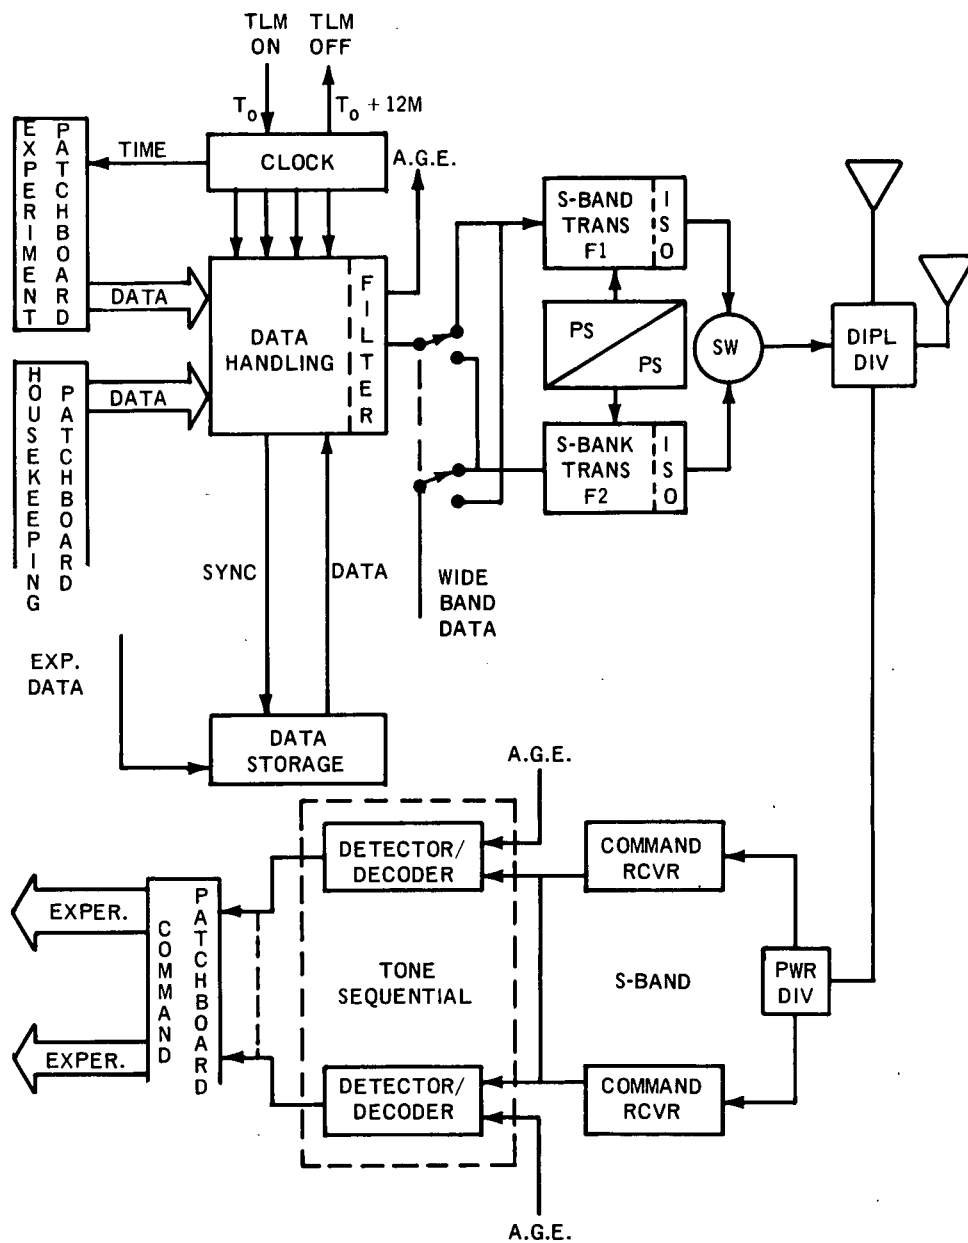 TLM ON
TLM OFF
T₀
T₀ + 12M
EXPERIMENT
PATCHBOARD
TIME
CLOCK
A.G.E.
DATA
DATA HANDLING
FILTER
S-BAND
TRANS
F1
ISO
PS
PS
SW
DIPL
DIV
HOUSEKEEPING
PATCHBOARD
DATA
S-BANK
TRANS
F2
ISO
SYNC
DATA
WIDE
BAND
DATA
EXP.
DATA
DATA
STORAGE
A.G.E.
DETECTOR/
DECODER
COMMAND
RCVR
EXPER.
COMMAND
PATCHBOARD
TONE
SEQUENTIAL
S-BAND
PWR
DIV
EXPER.
DETECTOR/
DECODER
COMMAND
RCVR
A.G.E.